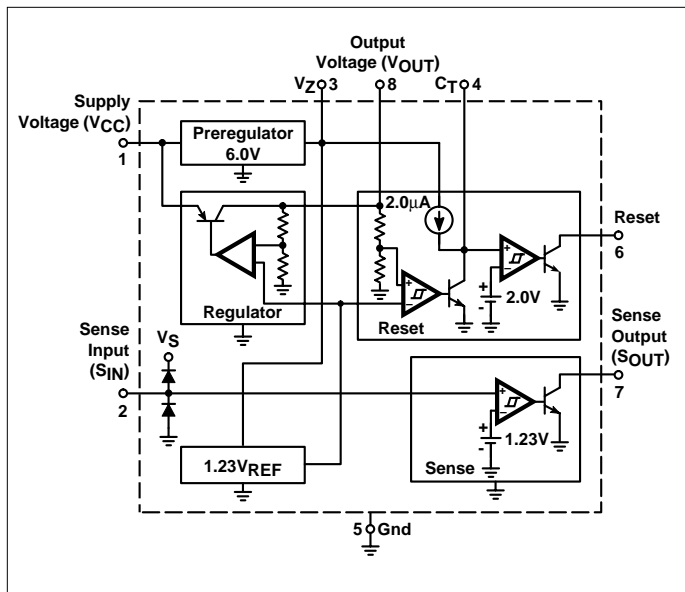 Output
Voltage (VOUT)
VZ 3
8
CT 4
Supply
Voltage (VCC)
1
Preregulator
6.0V
2.0µA
Reset
6
+
-
+
-
+
-
2.0V
Regulator
Reset
Sense
Input
(SIN)
2
VS
Sense
Output
(SOUT)
7
+
-
+
-
1.23V
1.23VREF
Sense
5 Gnd